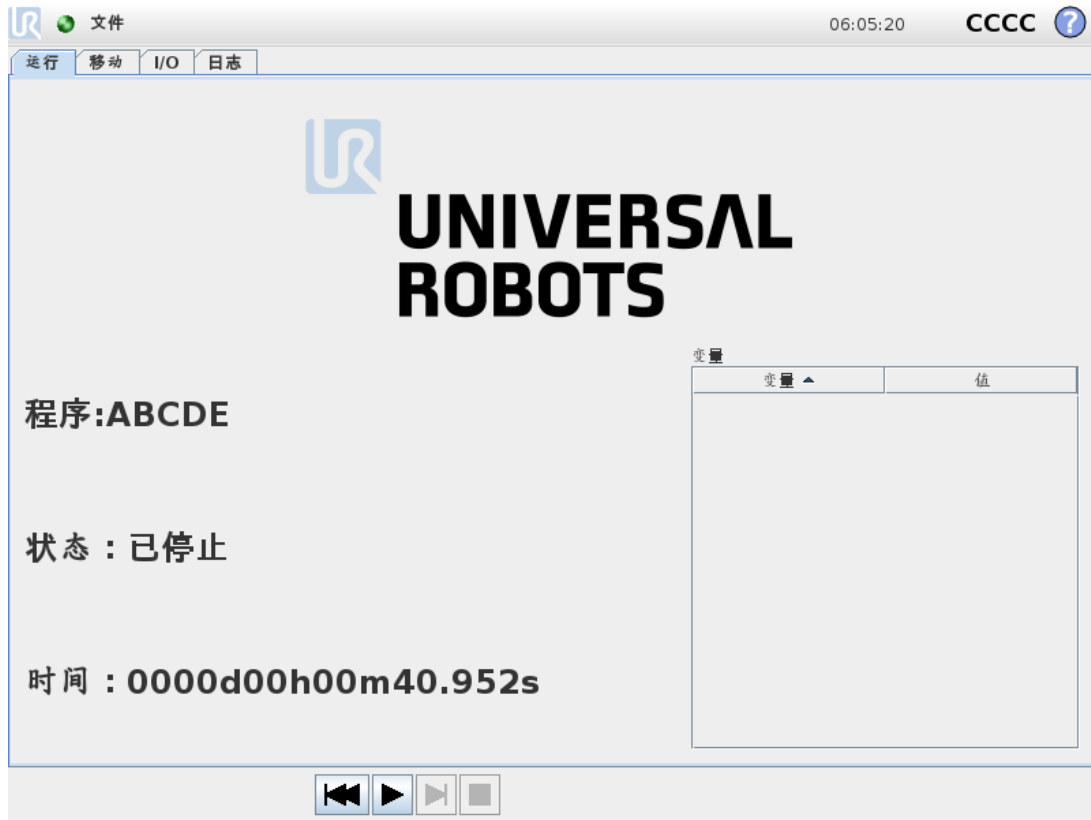 文件 06:05:20 CCCC ?
运行 移动 I/O 日志
UNIVERSAL
ROBOTS
变量
变量 值
程序:ABCDE
状态：已停止
时间：0000d00h00m40.952s